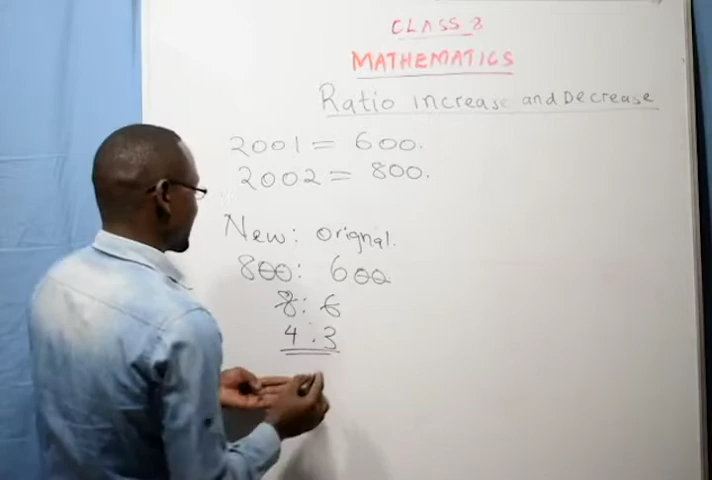 CLASS 8
MATHEMATICS
Ratio increase and Decrease
2001 = 600.
2002 = 800.
New: orignal.
800: 600
8: 6
4:3